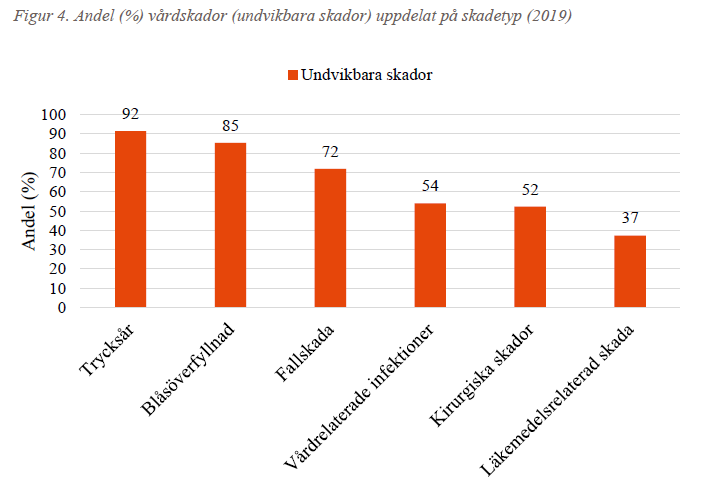 Figur 4. Andel (%) vårdskador (undvikbara skador) uppdelat på skadetyp (2019)
Undvikbara skador
Andel (%)
100
90
80
70
60
50
40
30
20
10
0
92
85
72
54
52
37
Trycksår
Blåsöverfyllnad
Fallskada
Vårdrelaterade infektioner
Kirurgiska skador
Läkemedelsrelaterad skada